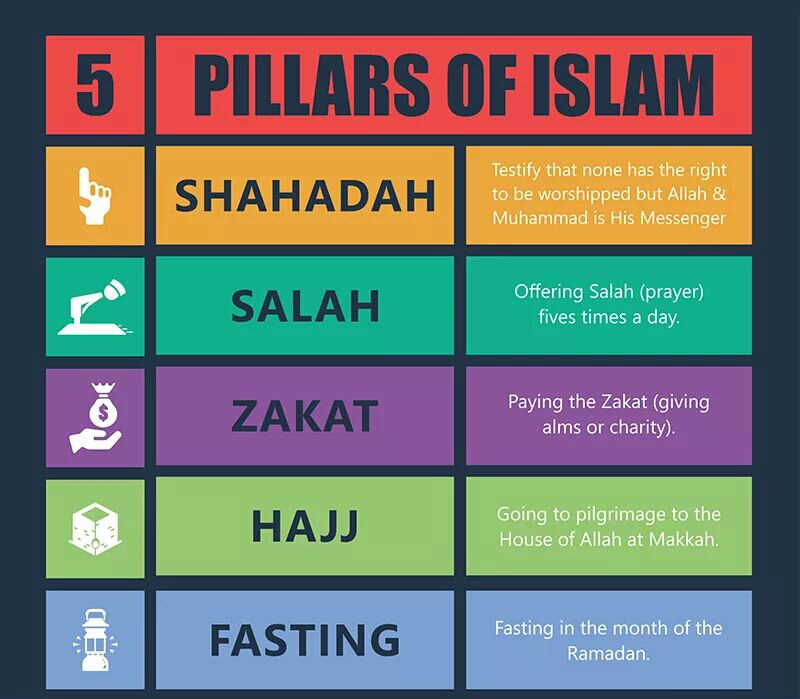 5 PILLARS OF ISLAM
SHAHADAH
Testify that none has the right
to be worshipped but Allah &
Muhammad is His Messenger
SALAH
Offering Salah (prayer)
fives times a day.
ZAKAT
$
Paying the Zakat (giving
alms or charity).
HAJJ
Going to pilgrimage to the
House of Allah at Makkah.
FASTING
Fasting in the month of the
Ramadan.